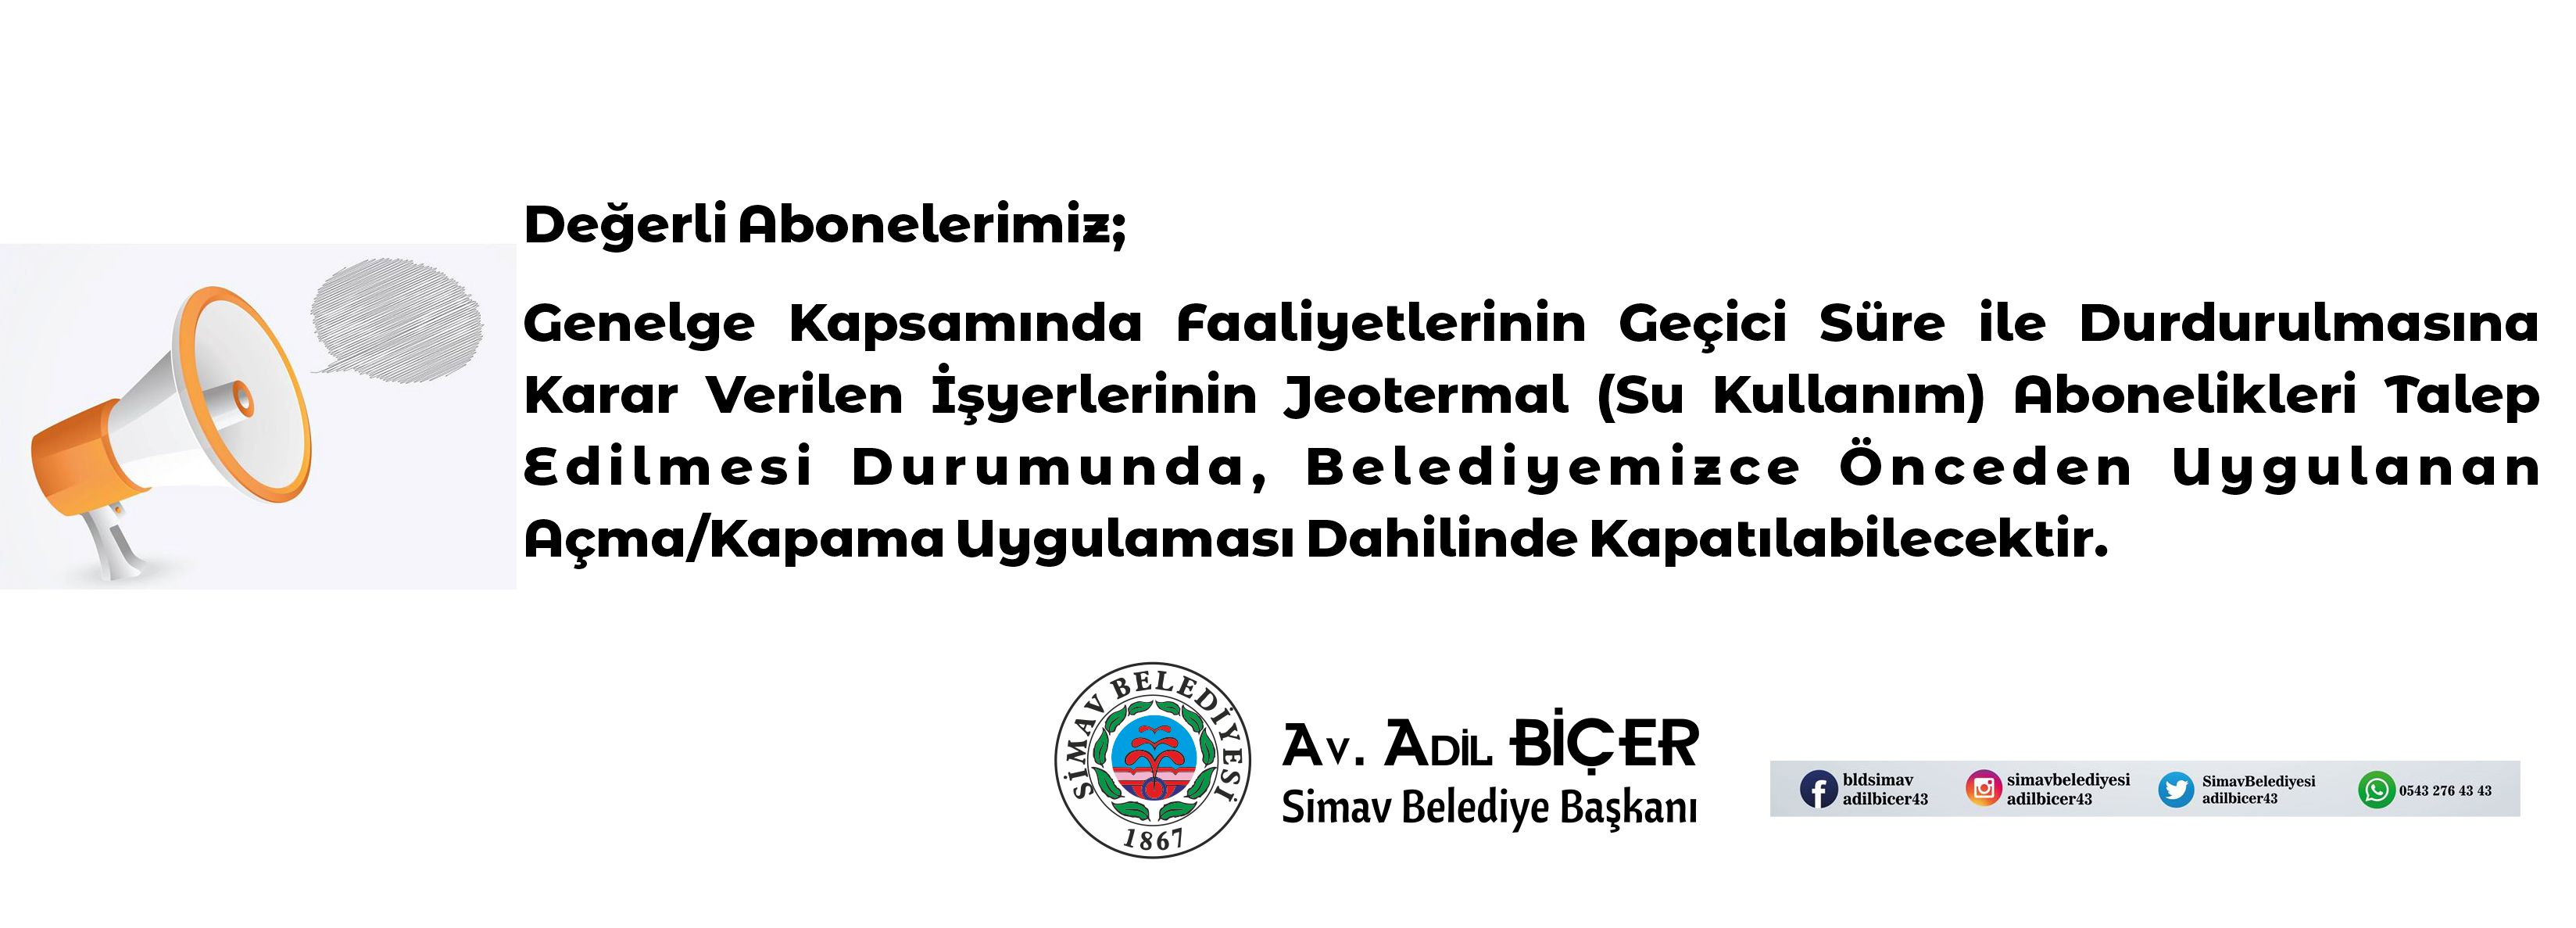 Değerli Abonelerimiz;
Genelge Kapsamında Faaliyetlerinin Geçici Süre ile Durdurulmasına
Karar Verilen İşyerlerinin Jeotermal (Su Kullanım) Abonelikleri Talep
Edilmesi Durumunda, Belediyemizce Önceden Uygulanan
Açma/Kapama Uygulaması Dahilinde Kapatılabilecektir.
SİMAV BELEDİYESİ
1867
Av. ADİL BİÇER
Simav Belediye Başkanı
bldsimav
adilbicer43
simavbelediyesi
adilbicer43
SimavBelediyesi
adilbicer43
0543 276 43 43